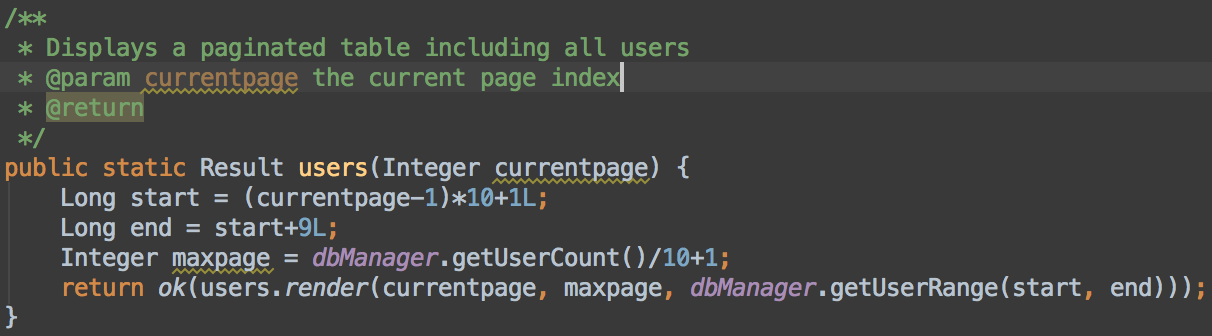 /**
 * Displays a paginated table including all users
 * @param currentpage the current page index
 * @return
 */
public static Result users(Integer currentpage) {
    Long start = (currentpage-1)*10+1L;
    Long end = start+9L;
    Integer maxpage = dbManager.getUserCount()/10+1;
    return ok(users.render(currentpage, maxpage, dbManager.getUserRange(start, end)));
}